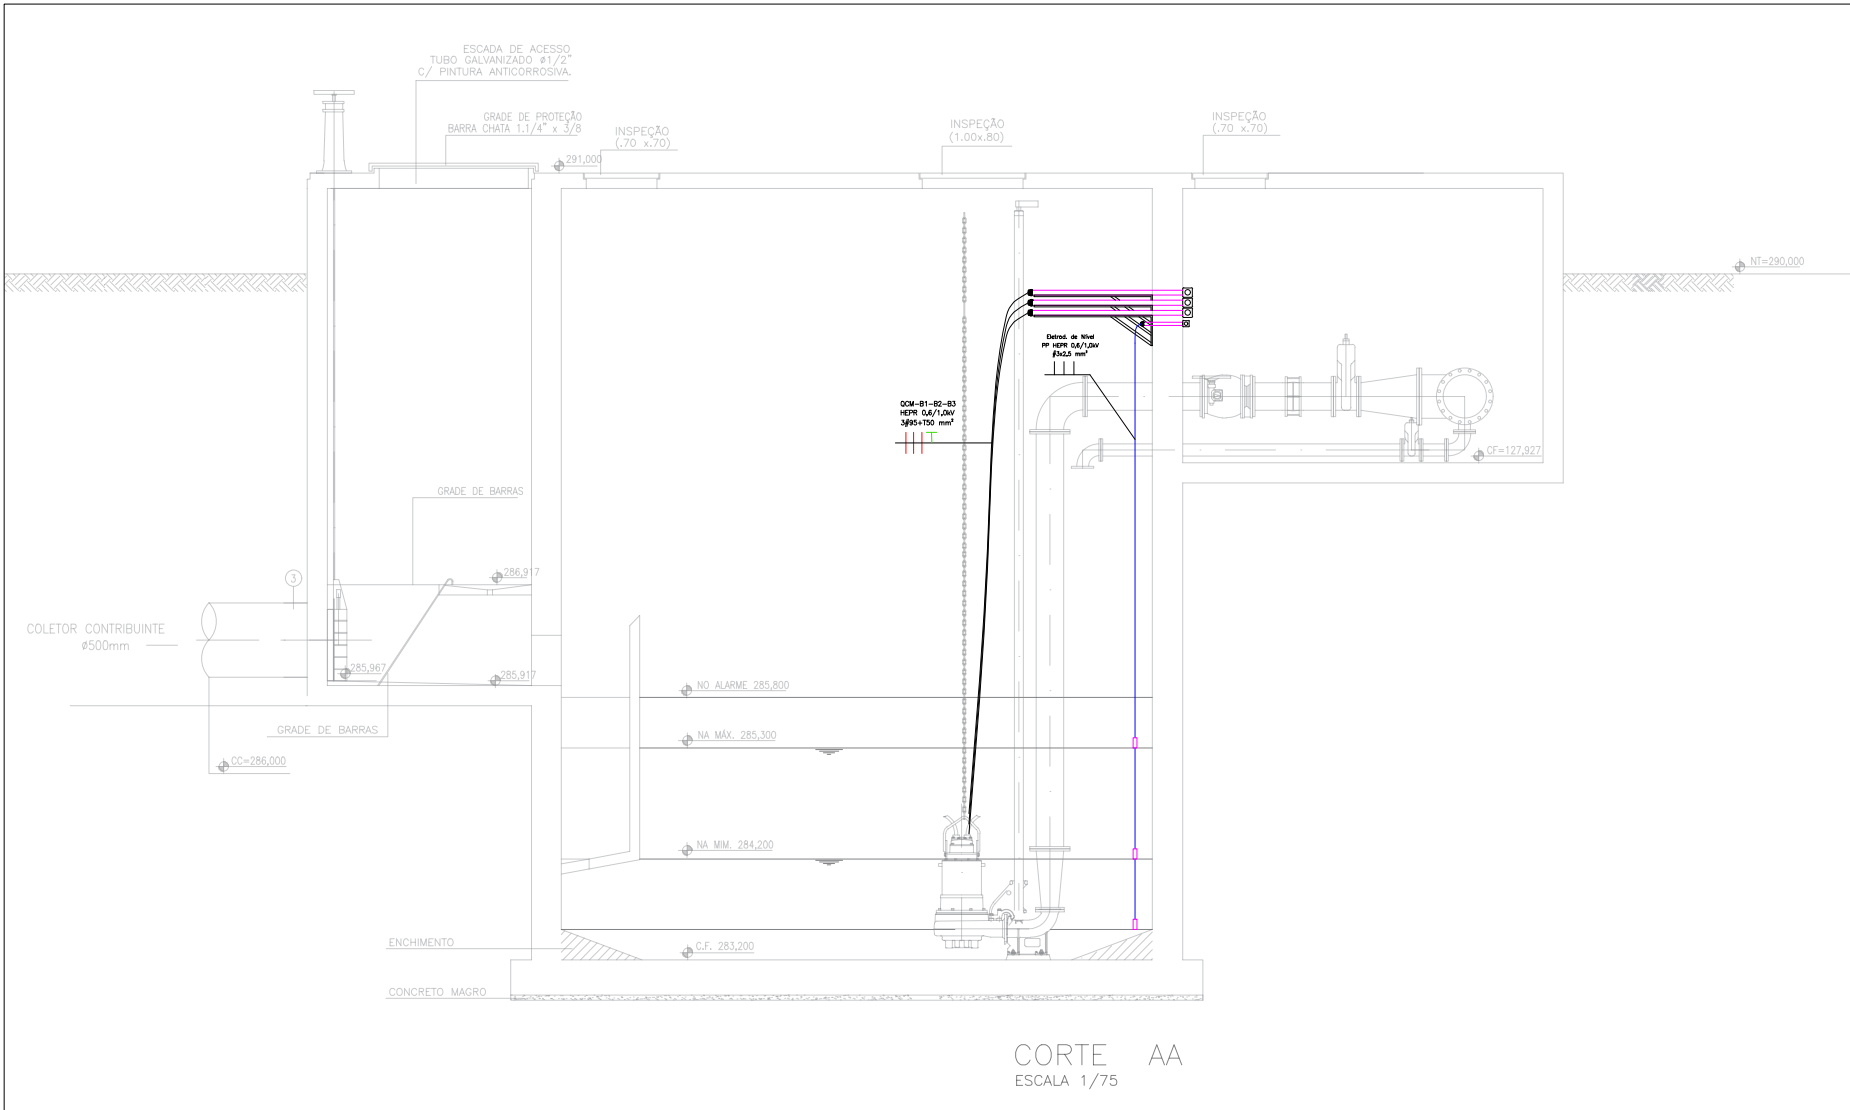 ESCADA DE ACESSO
TUBO GALVANIZADO ø1/2"
C/ PINTURA ANTICORROSIVA.
GRADE DE PROTEÇÃO
BARRA CHATA 1.1/4" x 3/8
INSPEÇÃO
(.70 x.70)
INSPEÇÃO
(1.00x.80)
INSPEÇÃO
(.70 x.70)
291,000
NT=290,000
Eletrod. de Nível
PP HEPR 0,6/1,0kV
#3x2,5 mm²
QCM-B1-B2-B3
HEPR 0,6/1,0kV
3#95+T50 mm²
CF=127,927
GRADE DE BARRAS
286,917
3
COLETOR CONTRIBUINTE
ø500mm
285,967
285,917
NO ALARME 285,800
GRADE DE BARRAS
NA MÁX. 285,300
CC=286,000
NA MIM. 284,200
ENCHIMENTO
C.F. 283,200
CONCRETO MAGRO
CORTE AA
ESCALA 1/75